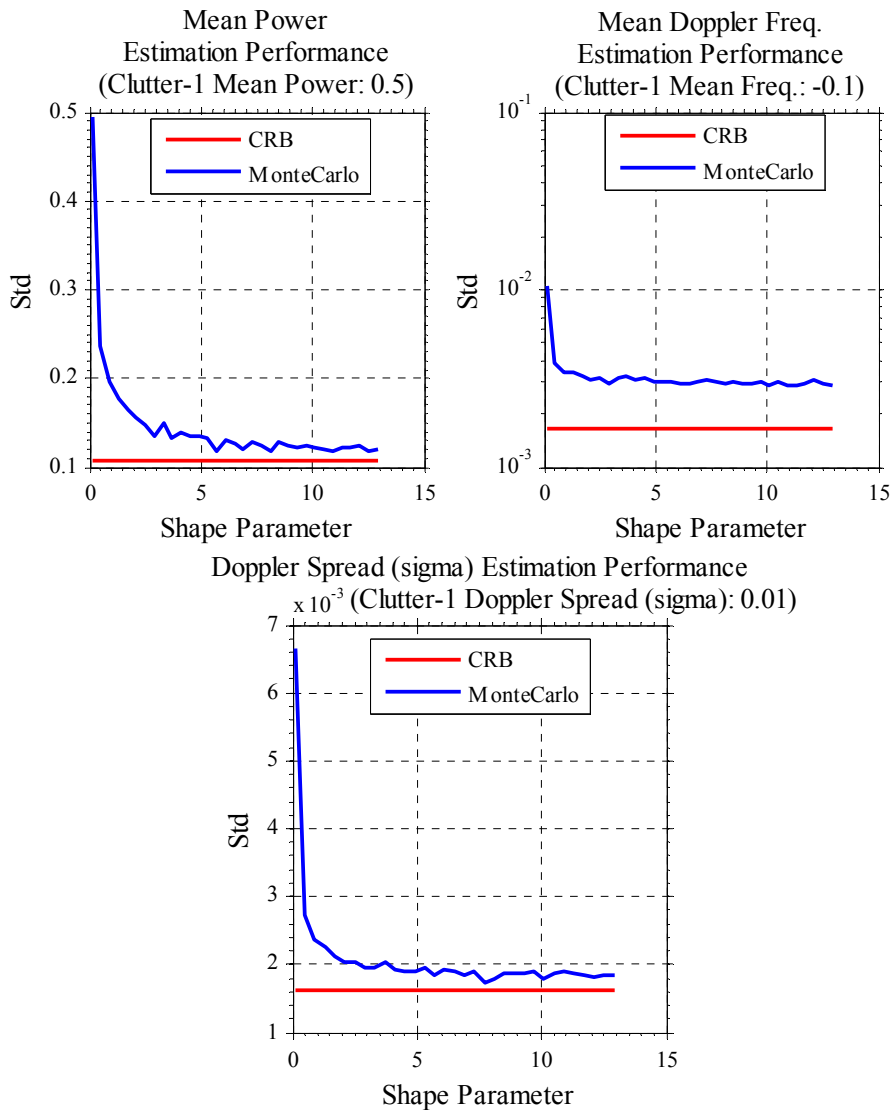 Mean Power
Estimation Performance
(Clutter-1 Mean Power: 0.5)
0.5
0.4
0.3
0.2
0.1
Std
CRB
MonteCarlo
0 5 10 15
Shape Parameter
Mean Doppler Freq.
Estimation Performance
(Clutter-1 Mean Freq.: -0.1)
10^-1
10^-2
10^-3
Std
CRB
MonteCarlo
0 5 10 15
Shape Parameter
Doppler Spread (sigma) Estimation Performance
x 10^-3 (Clutter-1 Doppler Spread (sigma): 0.01)
7
6
5
4
3
2
1
Std
CRB
MonteCarlo
0 5 10 15
Shape Parameter